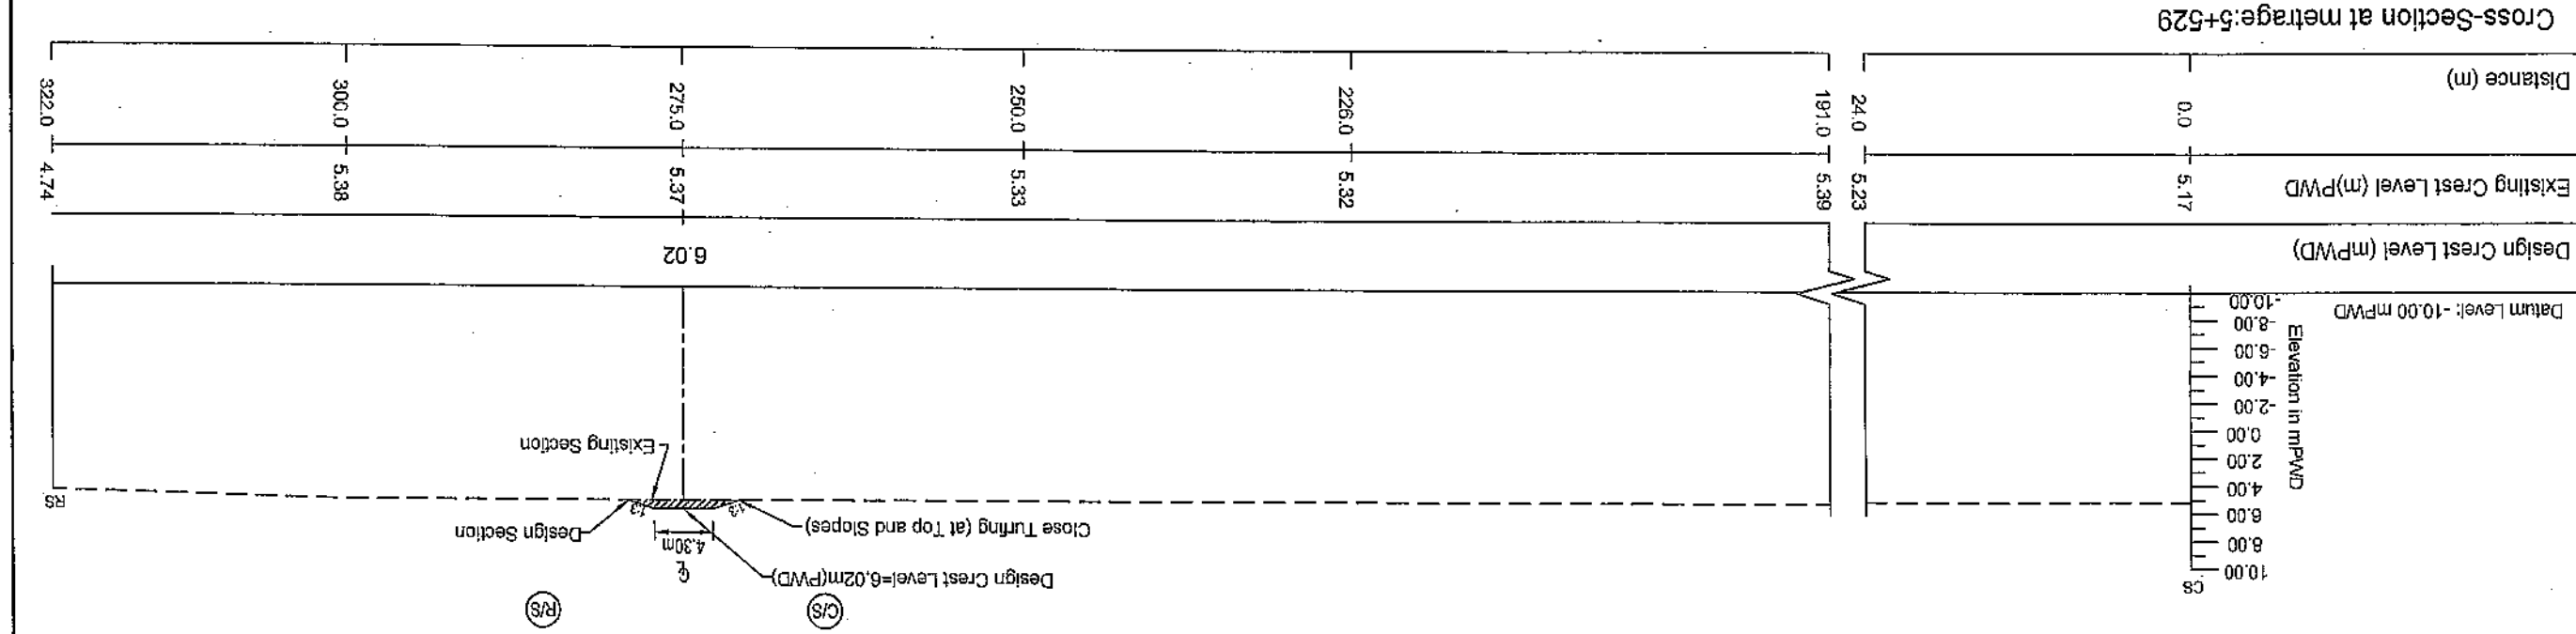 C/S
R/S
CS
Design Crest Level=6.02m(PWD)
℄
4.30m
Close Turfing (at Top and Slopes)
Design Section
1:3
1:3
RS
Existing Section
Elevation in mPWD
10.00
8.00
6.00
4.00
2.00
0.00
-2.00
-4.00
-6.00
-8.00
-10.00
Datum Level: -10.00 mPWD
Design Crest Level (mPWD)
6.02
Existing Crest Level (m)PWD
5.17
5.23
5.39
5.32
5.33
5.37
5.38
4.74
Distance (m)
0.0
24.0
191.0
226.0
250.0
275.0
300.0
322.0
Cross-Section at metrage:5+529